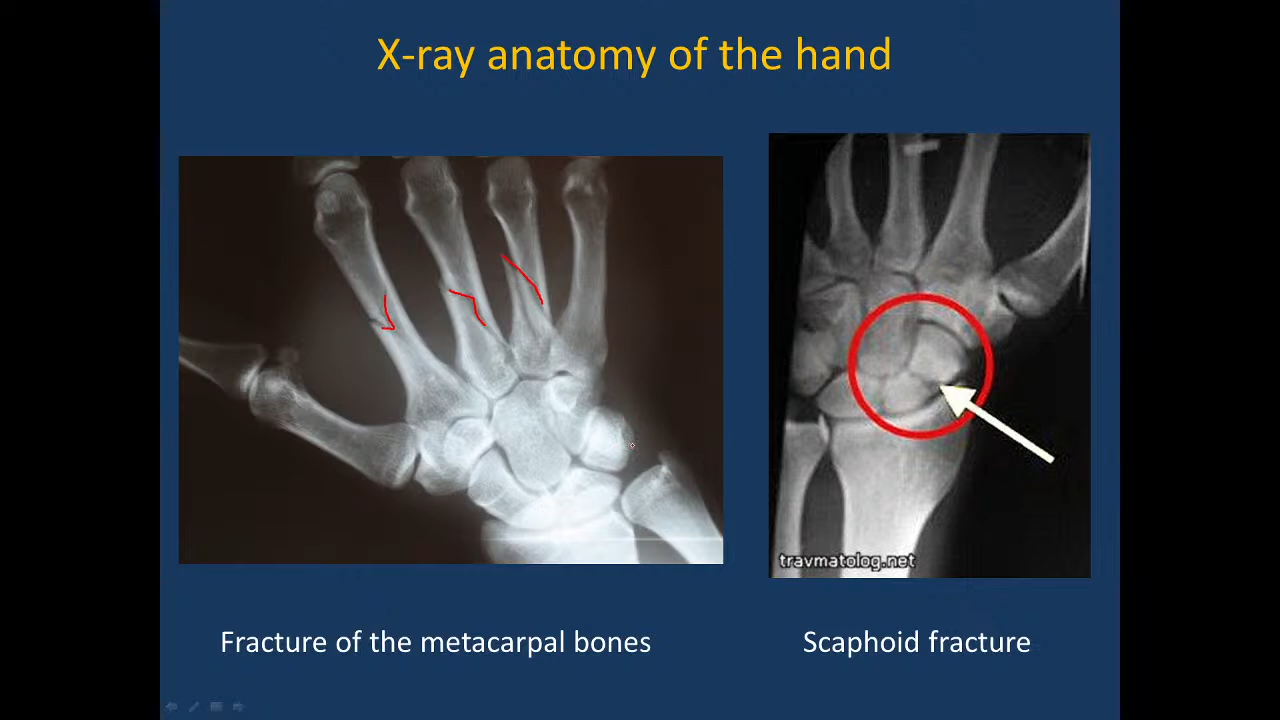 X-ray anatomy of the hand
travmatolog.net
Fracture of the metacarpal bones
Scaphoid fracture